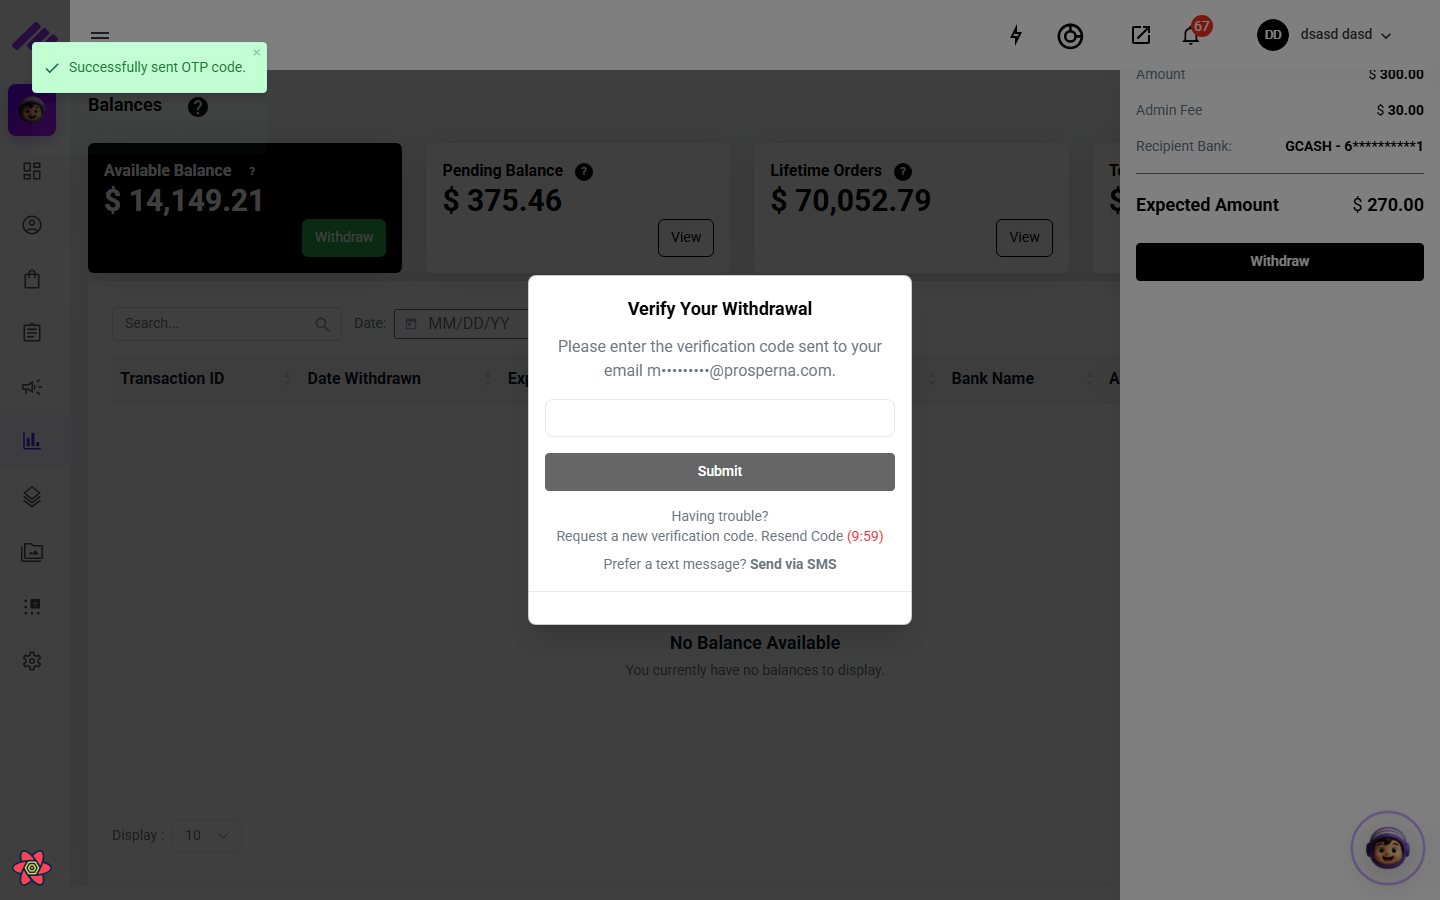 67
DD
dsasd dasd
Successfully sent OTP code.
Balances
Available Balance
$ 14,149.21
Withdraw
Pending Balance
$ 375.46
View
Lifetime Orders
$ 70,052.79
View
$
Amount $ 300.00
Admin Fee $ 30.00
Recipient Bank: GCASH - 6**********1
Expected Amount $ 270.00
Withdraw
Search...
Date: MM/DD/YY
Transaction ID Date Withdrawn Bank Name
Verify Your Withdrawal
Please enter the verification code sent to your
email m•••••••••@prosperna.com.
Submit
Having trouble?
Request a new verification code. Resend Code (9:59)
Prefer a text message? Send via SMS
No Balance Available
You currently have no balances to display.
Display : 10